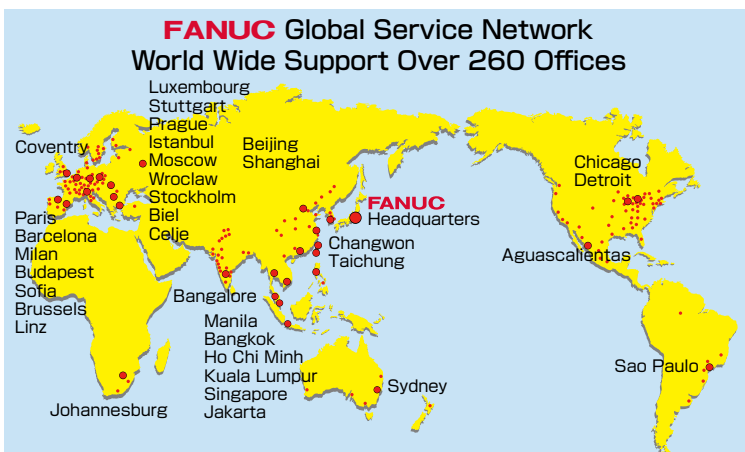 FANUC Global Service Network
World Wide Support Over 260 Offices
Luxembourg
Stuttgart
Prague
Istanbul
Moscow
Wroclaw
Stockholm
Biel
Celje
Coventry
Paris
Barcelona
Milan
Budapest
Sofia
Brussels
Linz
Beijing
Shanghai
FANUC
Headquarters
Changwon
Taichung
Bangalore
Manila
Bangkok
Ho Chi Minh
Kuala Lumpur
Singapore
Jakarta
Johannesburg
Sydney
Chicago
Detroit
Aguascalientas
Sao Paulo